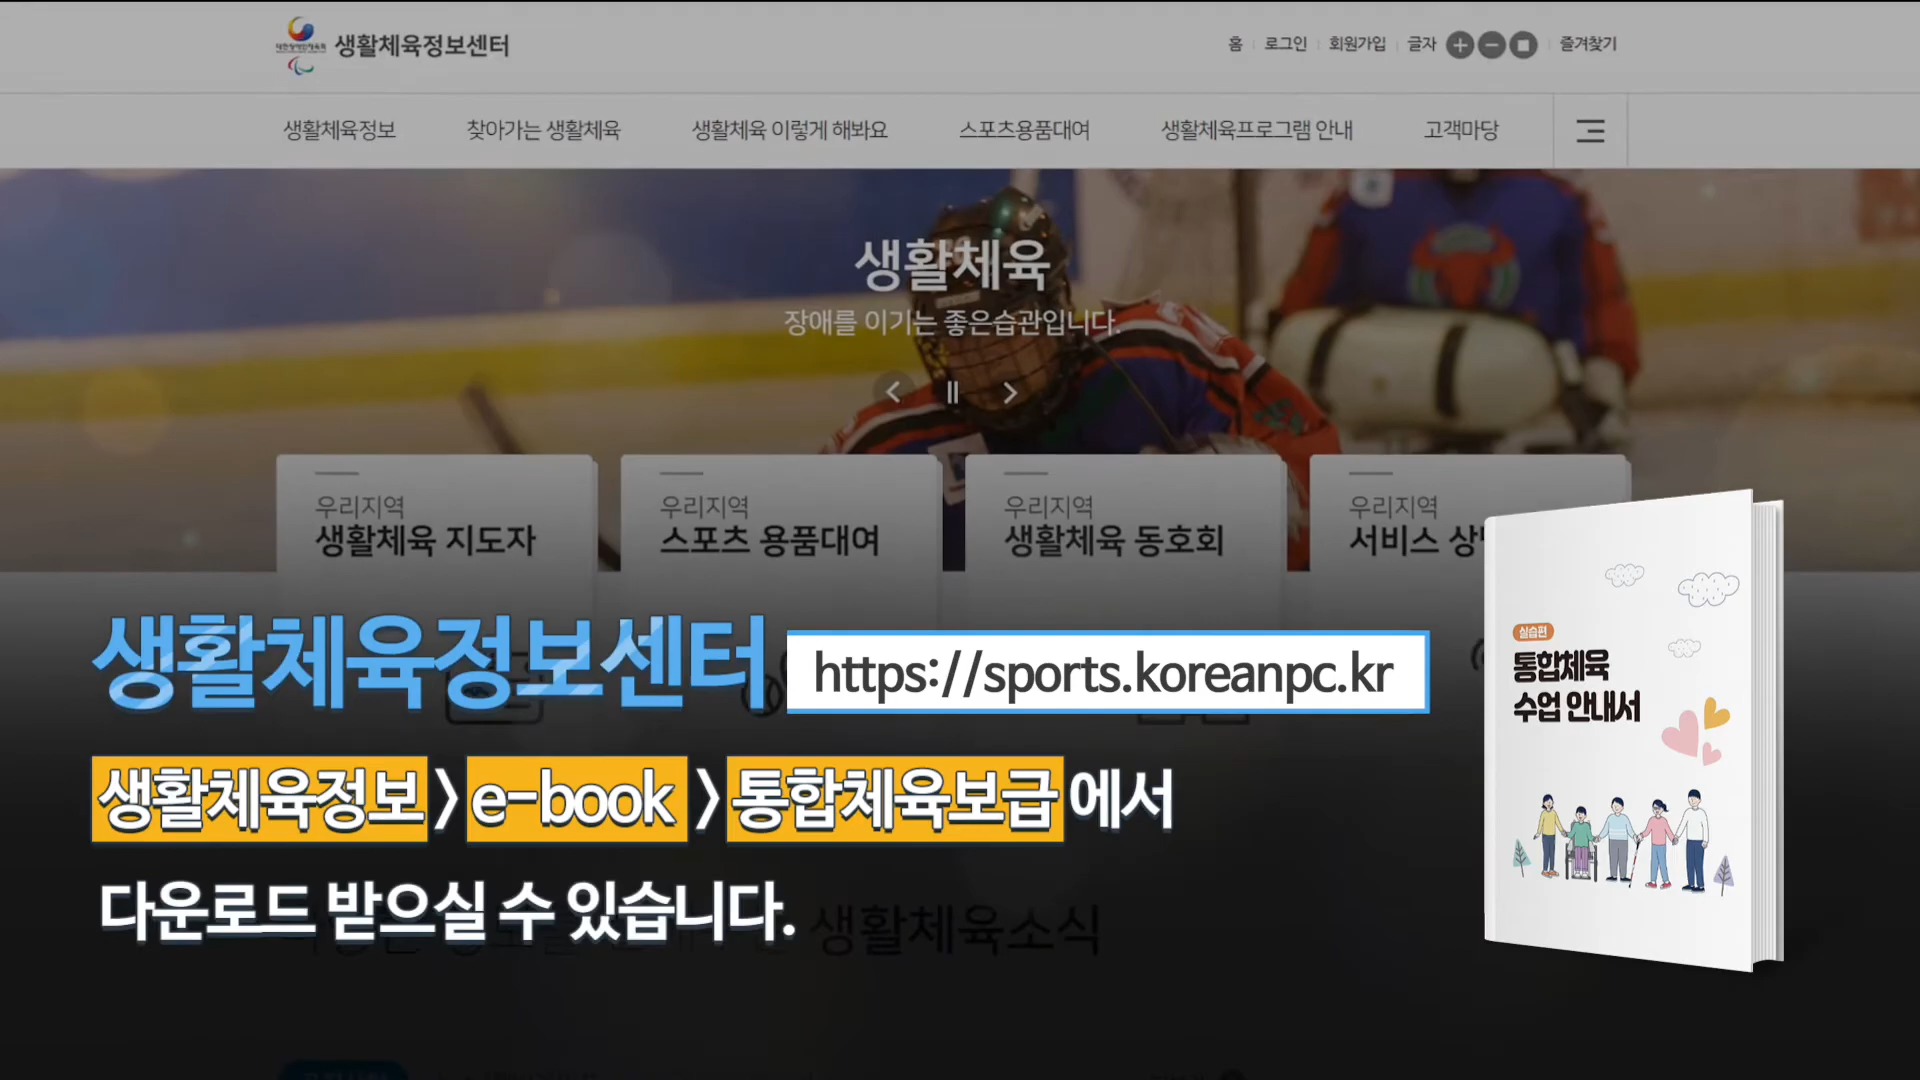 대한장애인체육회
생활체육정보센터
홈 로그인 회원가입 글자 즐겨찾기
생활체육정보 찾아가는 생활체육 생활체육 이렇게 해봐요 스포츠용품대여 생활체육프로그램 안내 고객마당
생활체육
장애를 이기는 좋은습관입니다.
우리지역
생활체육 지도자
우리지역
스포츠 용품대여
우리지역
생활체육 동호회
우리지역
서비스
생활체육정보센터 https://sports.koreanpc.kr
생활체육정보 > e-book > 통합체육보급 에서
다운로드 받으실 수 있습니다.
생활체육소식
실습편
통합체육
수업 안내서